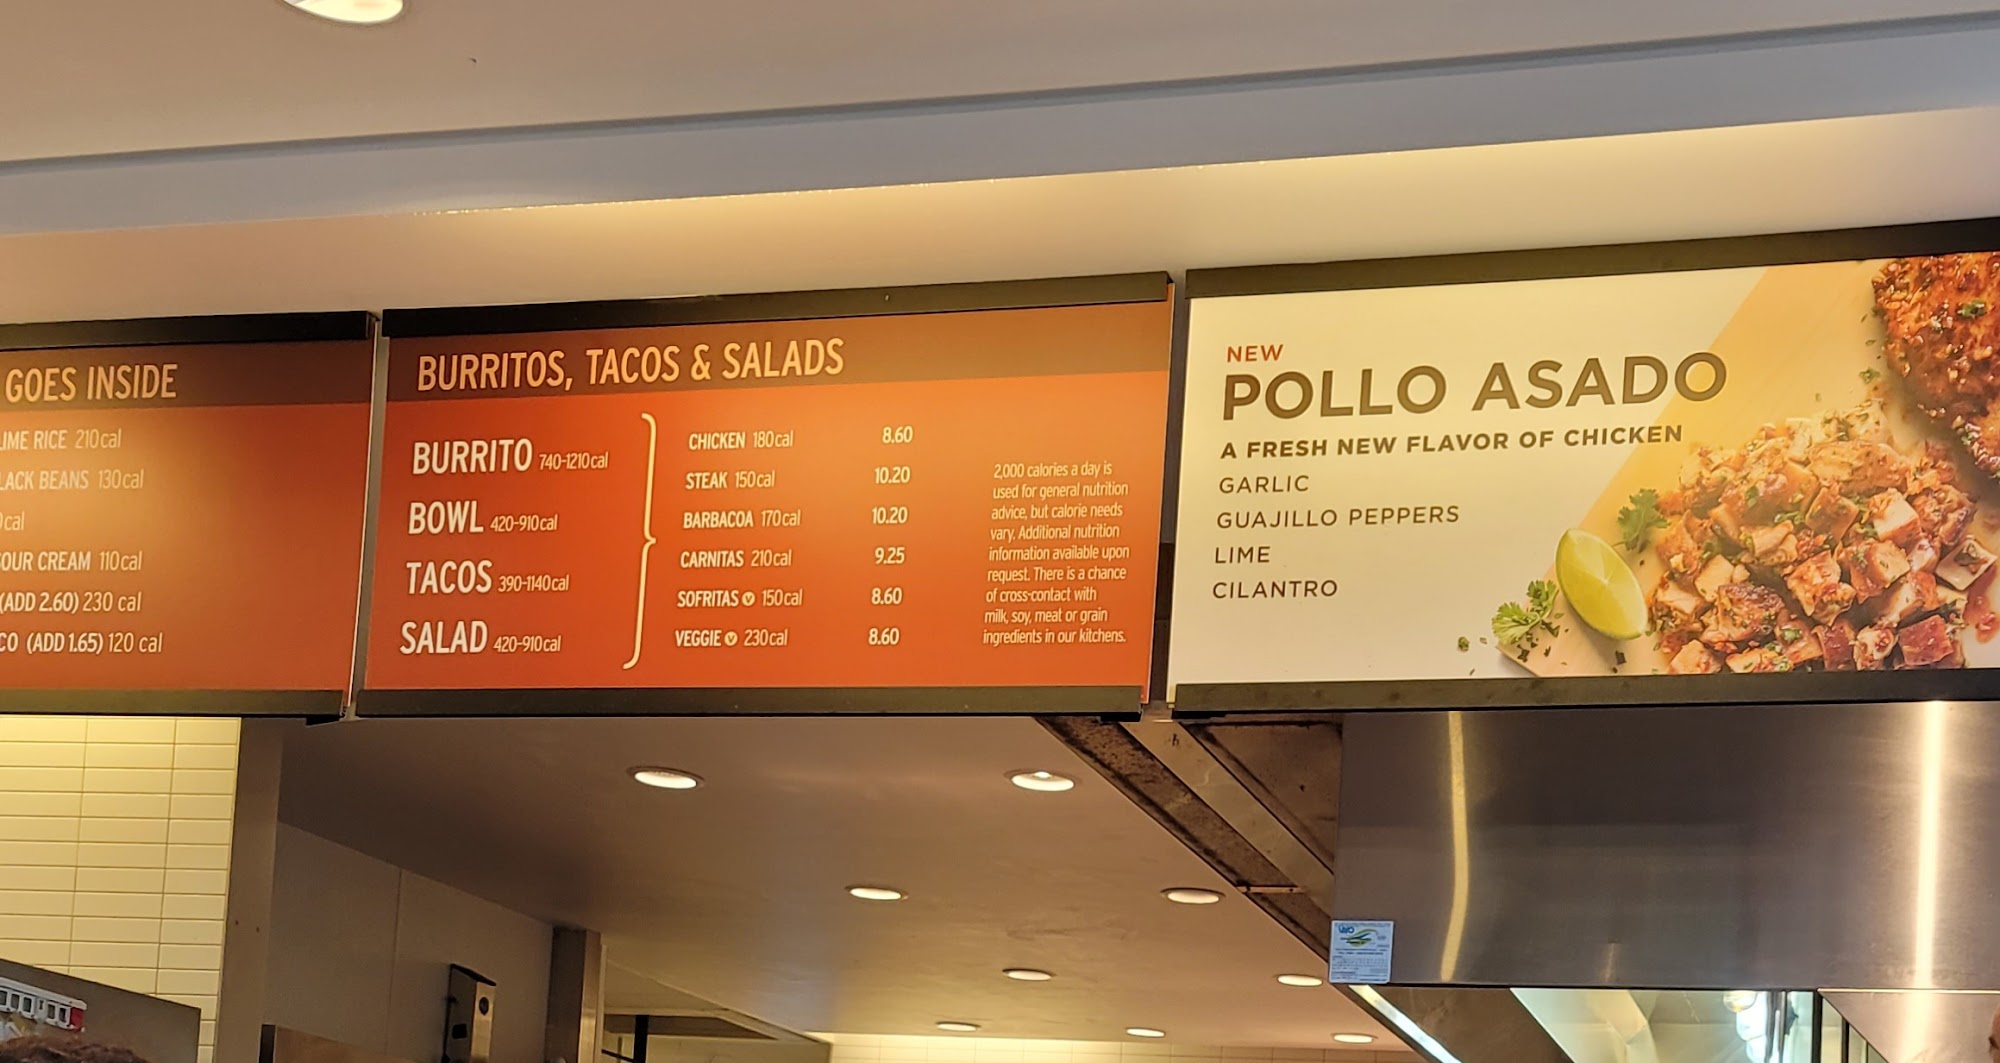 GOES INSIDE
IME RICE 210cal
LACK BEANS 130cal
cal
OUR CREAM 110cal
(ADD 2.60) 230 cal
CO (ADD 1.65) 120 cal
BURRITOS, TACOS & SALADS
BURRITO 740-1210cal
BOWL 420-910cal
TACOS 390-1140cal
SALAD 420-910cal
CHICKEN 180cal 8.60
STEAK 150cal 10.20
BARBACOA 170cal 10.20
CARNITAS 210cal 9.25
SOFRITAS V 150cal 8.60
VEGGIE V 230cal 8.60
2,000 calories a day is
used for general nutrition
advice, but calorie needs
vary. Additional nutrition
information available upon
request. There is a chance
of cross-contact with
milk, soy, meat or grain
ingredients in our kitchens.
NEW
POLLO ASADO
A FRESH NEW FLAVOR OF CHICKEN
GARLIC
GUAJILLO PEPPERS
LIME
CILANTRO